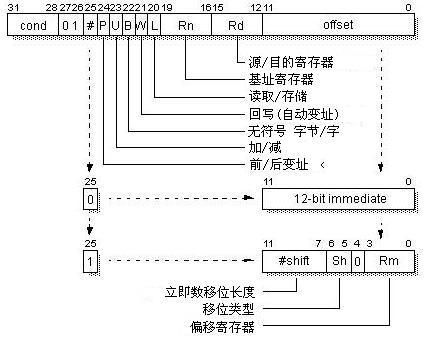 31 28 27 26 25 24 23 22 21 20 19 16 15 12 11 0
cond 0 1 # P U B W L Rn Rd offset
源/目的寄存器
基址寄存器
读取/存储
回写(自动变址)
无符号 字节/字
加/减
前/后变址 <
25 11 0
0 12-bit immediate
25 11 7 6 5 4 3 0
1 #shift Sh 0 Rm
立即数移位长度
移位类型
偏移寄存器